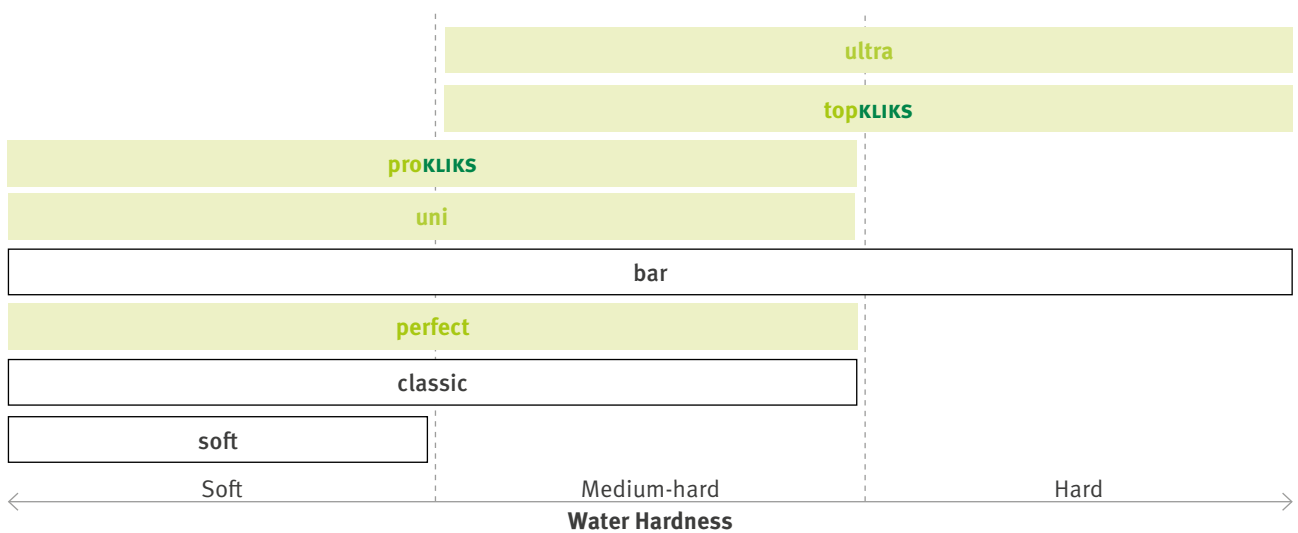 ultra
topKLIKS
proKLIKS
uni
bar
perfect
classic
soft
Soft Medium-hard Hard
Water Hardness